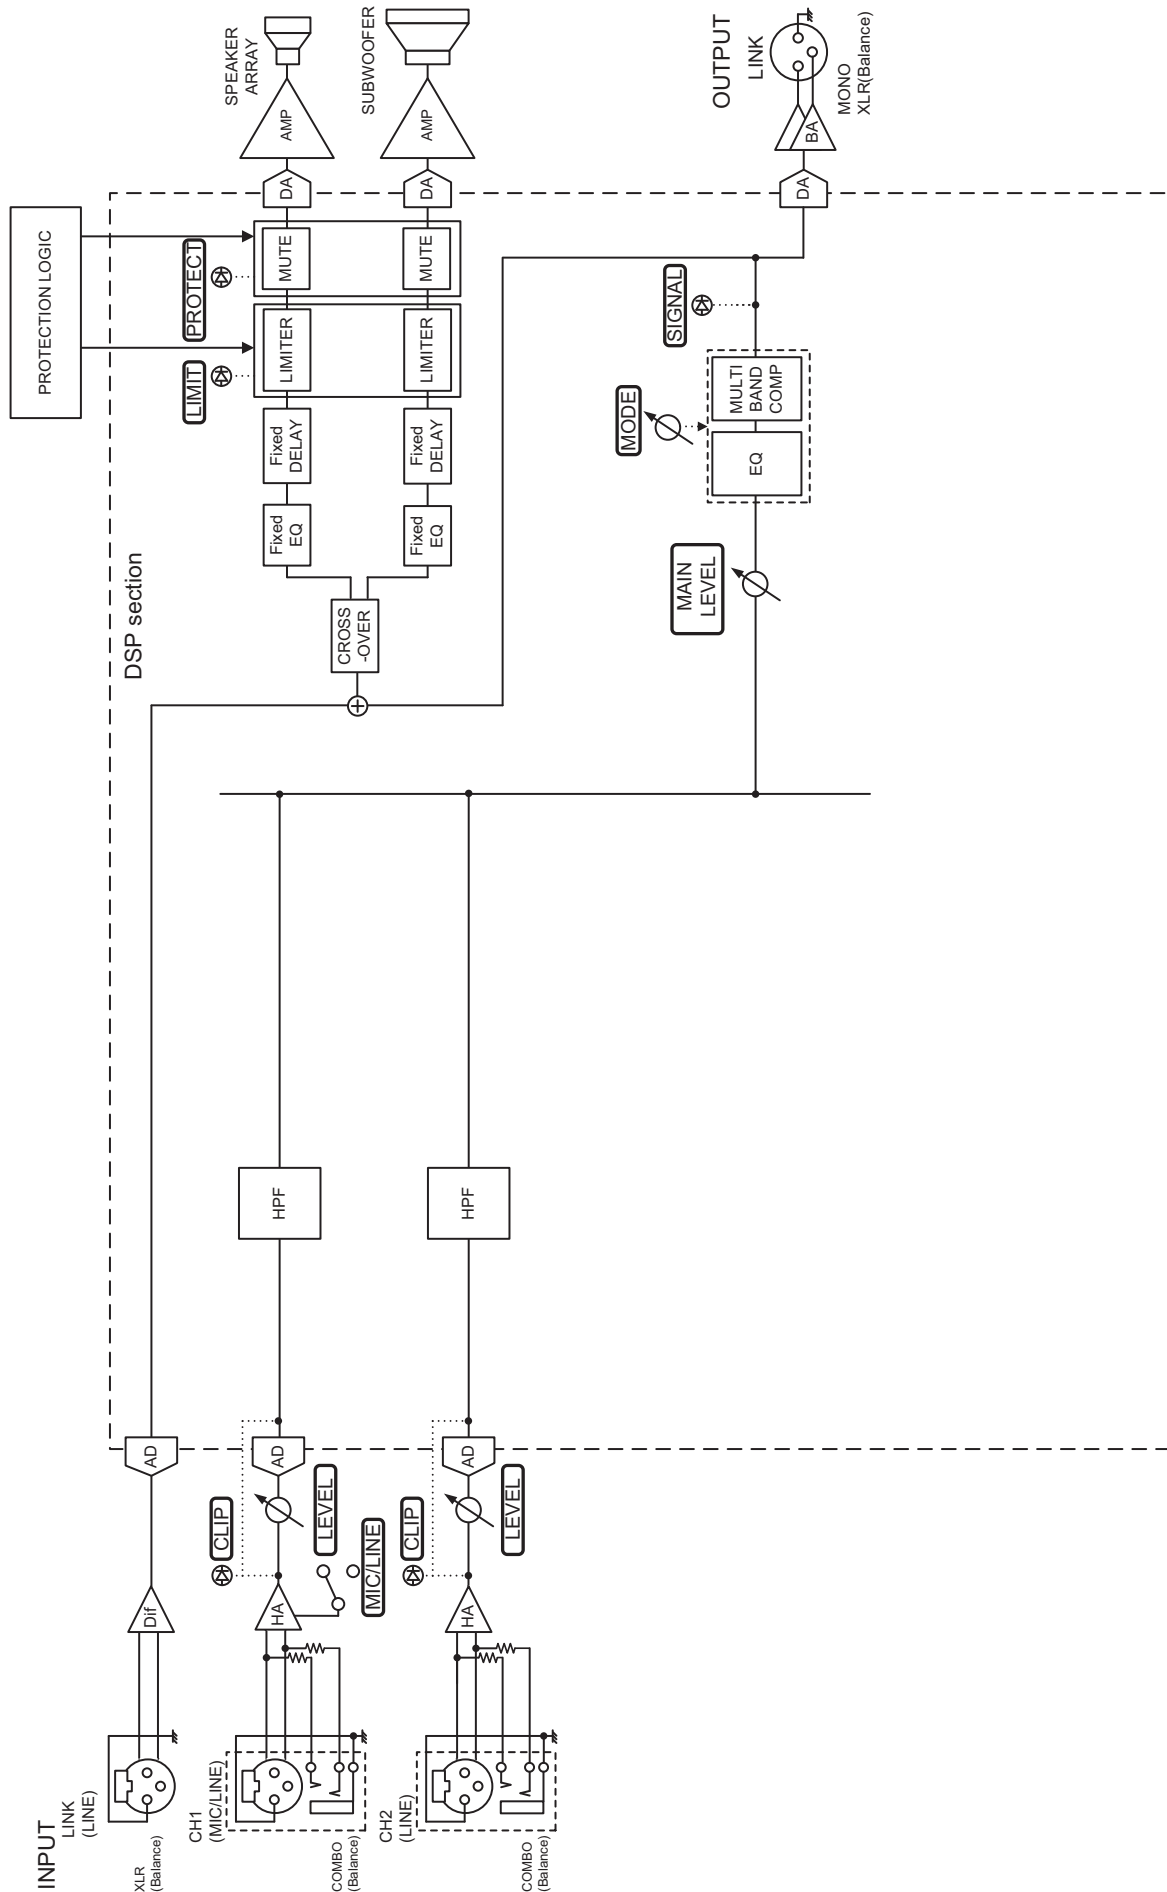 INPUT
LINK
(LINE)
XLR
(Balance)
CH1
(MIC/LINE)
COMBO
(Balance)
CH2
(LINE)
COMBO
(Balance)
Dif
HA
HA
CLIP
LEVEL
MIC/LINE
CLIP
LEVEL
AD
AD
AD
HPF
HPF
DSP section
PROTECTION LOGIC
CROSS
-OVER
Fixed
EQ
Fixed
DELAY
LIMITER
MUTE
DA
AMP
SPEAKER
ARRAY
Fixed
EQ
Fixed
DELAY
LIMITER
MUTE
DA
AMP
SUBWOOFER
LIMIT
PROTECT
MAIN
LEVEL
MODE
EQ
MULTI
BAND
COMP
SIGNAL
DA
BA
OUTPUT
LINK
MONO
XLR(Balance)